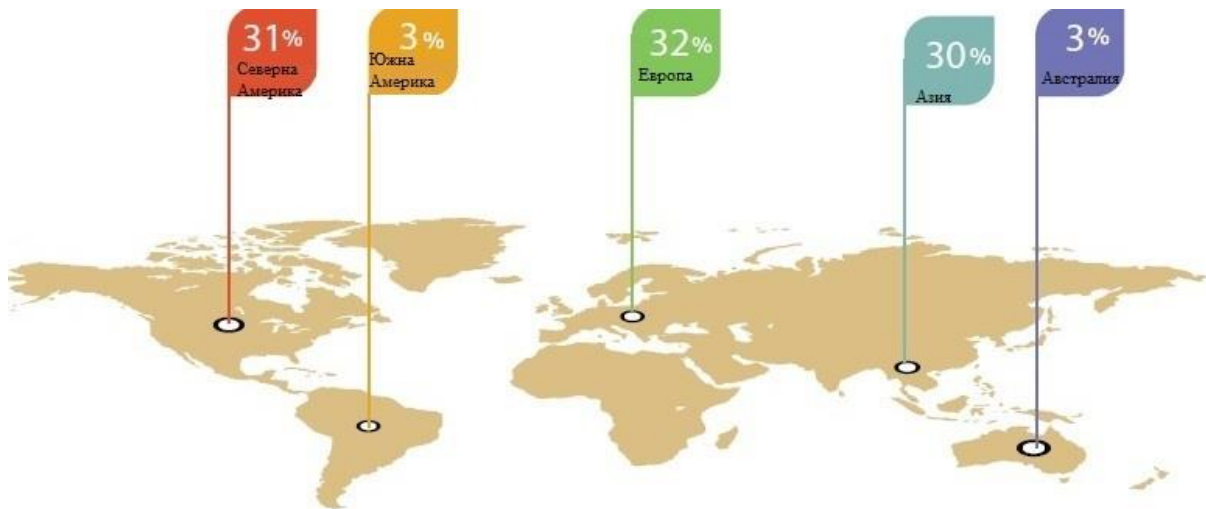 31%
Северна
Америка
3%
Южна
Америка
32%
Европа
30%
Азия
3%
Австралия